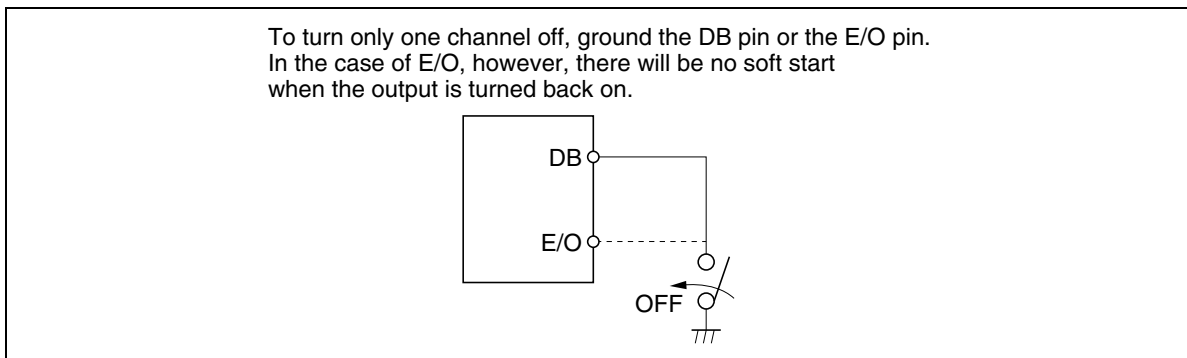 To turn only one channel off, ground the DB pin or the E/O pin.
In the case of E/O, however, there will be no soft start
when the output is turned back on.
DB
E/O
OFF